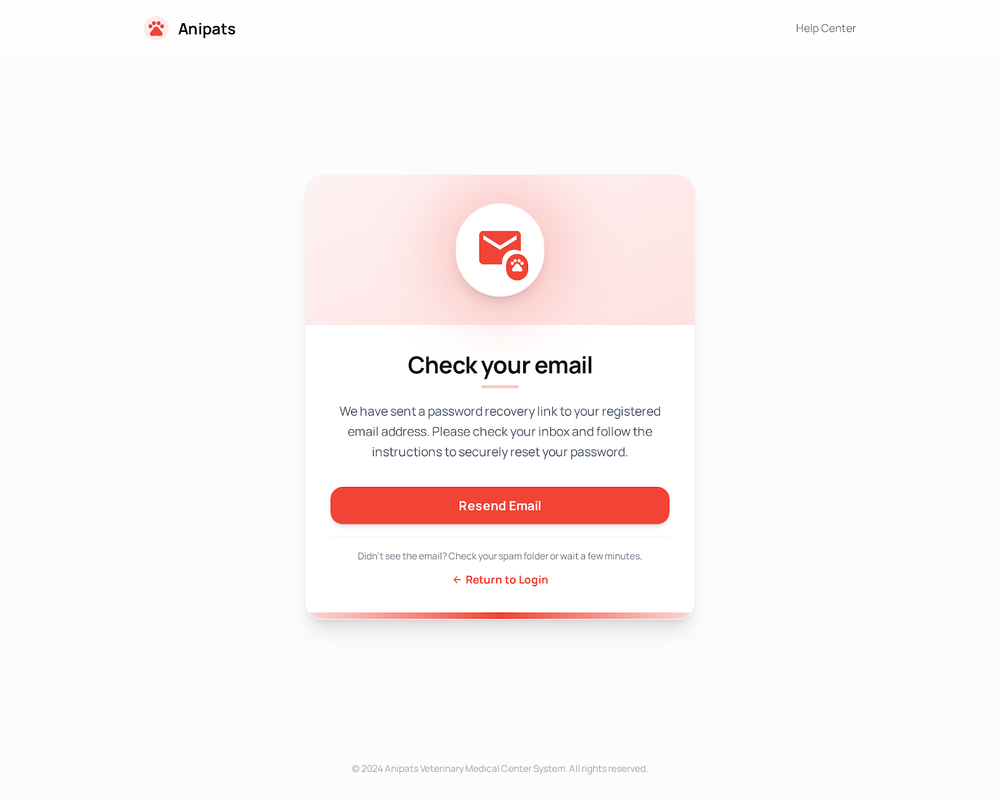 Anipats
Help Center
Check your email
We have sent a password recovery link to your registered
email address. Please check your inbox and follow the
instructions to securely reset your password.
Resend Email
Didn't see the email? Check your spam folder or wait a few minutes.
← Return to Login
© 2024 Anipats Veterinary Medical Center System. All rights reserved.